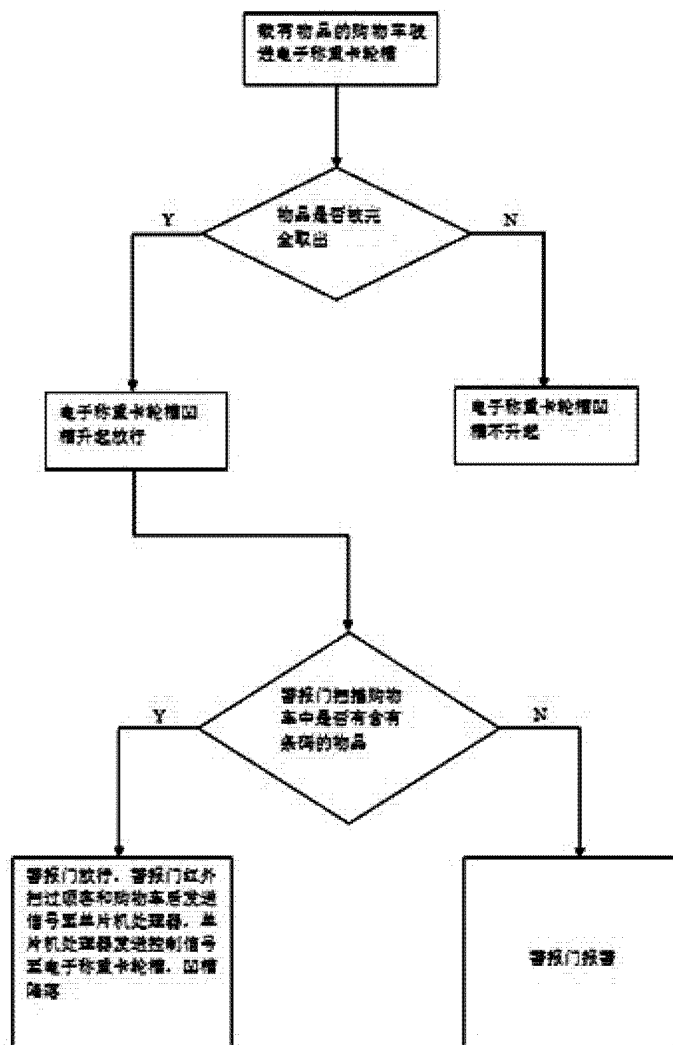 载有物品的购物车驶
进电子称重卡轮槽
物品是否被完
全取出
Y
N
电子称重卡轮槽凹
槽升起放行
电子称重卡轮槽凹
槽不升起
警报门扫描购物
车中是否有含有
条码的物品
Y
N
警报门放行，警报门红外
扫过顾客和购物车后发送
信号至单片机处理器，单
片机处理器发送控制信号
至电子称重卡轮槽，凹槽
降落
警报门报警